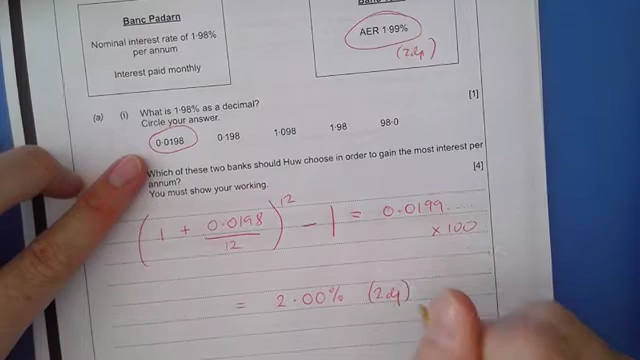 Banc Padarn
Nominal interest rate of 1·98%
per annum
Interest paid monthly
AER 1·99%
(2dp)
(a) (i) What is 1·98% as a decimal?
Circle your answer.
[1]
0·0198 0·198 1·098 1·98 98·0
Which of these two banks should Huw choose in order to gain the most interest per
annum?
You must show your working.
[4]
(1 + 0.0198/12)^12 - 1 = 0.0199...
× 100
= 2.00% (2dp)